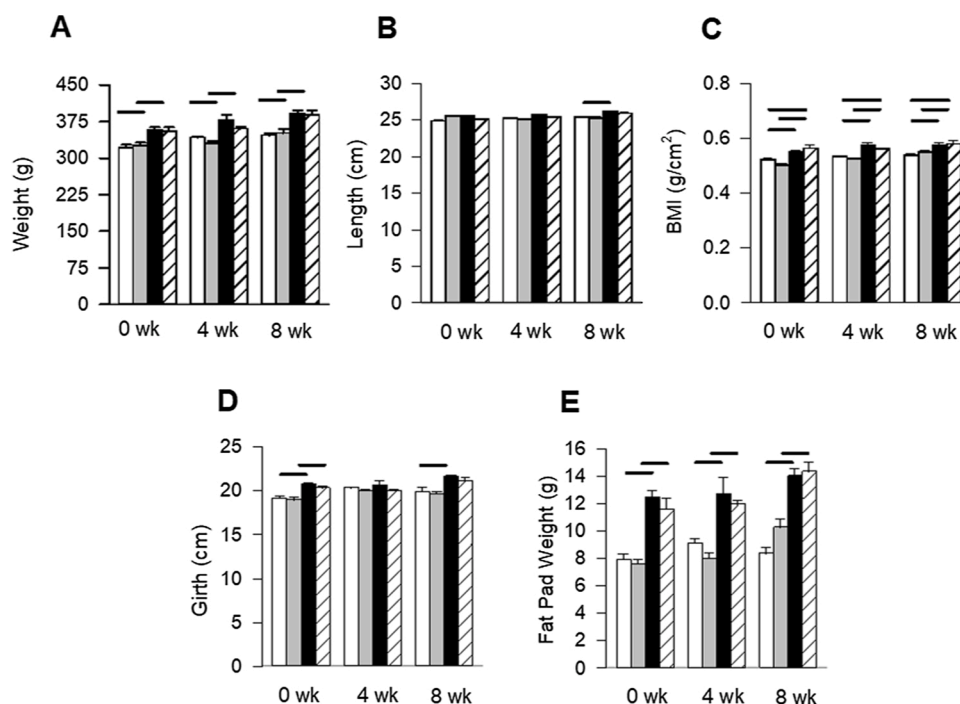 A
Weight (g)
450
375
300
225
150
75
0
0 wk 4 wk 8 wk
B
Length (cm)
30
25
20
15
10
5
0
0 wk 4 wk 8 wk
C
BMI (g/cm²)
0.8
0.6
0.4
0.2
0.0
0 wk 4 wk 8 wk
D
Girth (cm)
25
20
15
10
5
0
0 wk 4 wk 8 wk
E
Fat Pad Weight (g)
16
14
12
10
8
6
4
2
0
0 wk 4 wk 8 wk